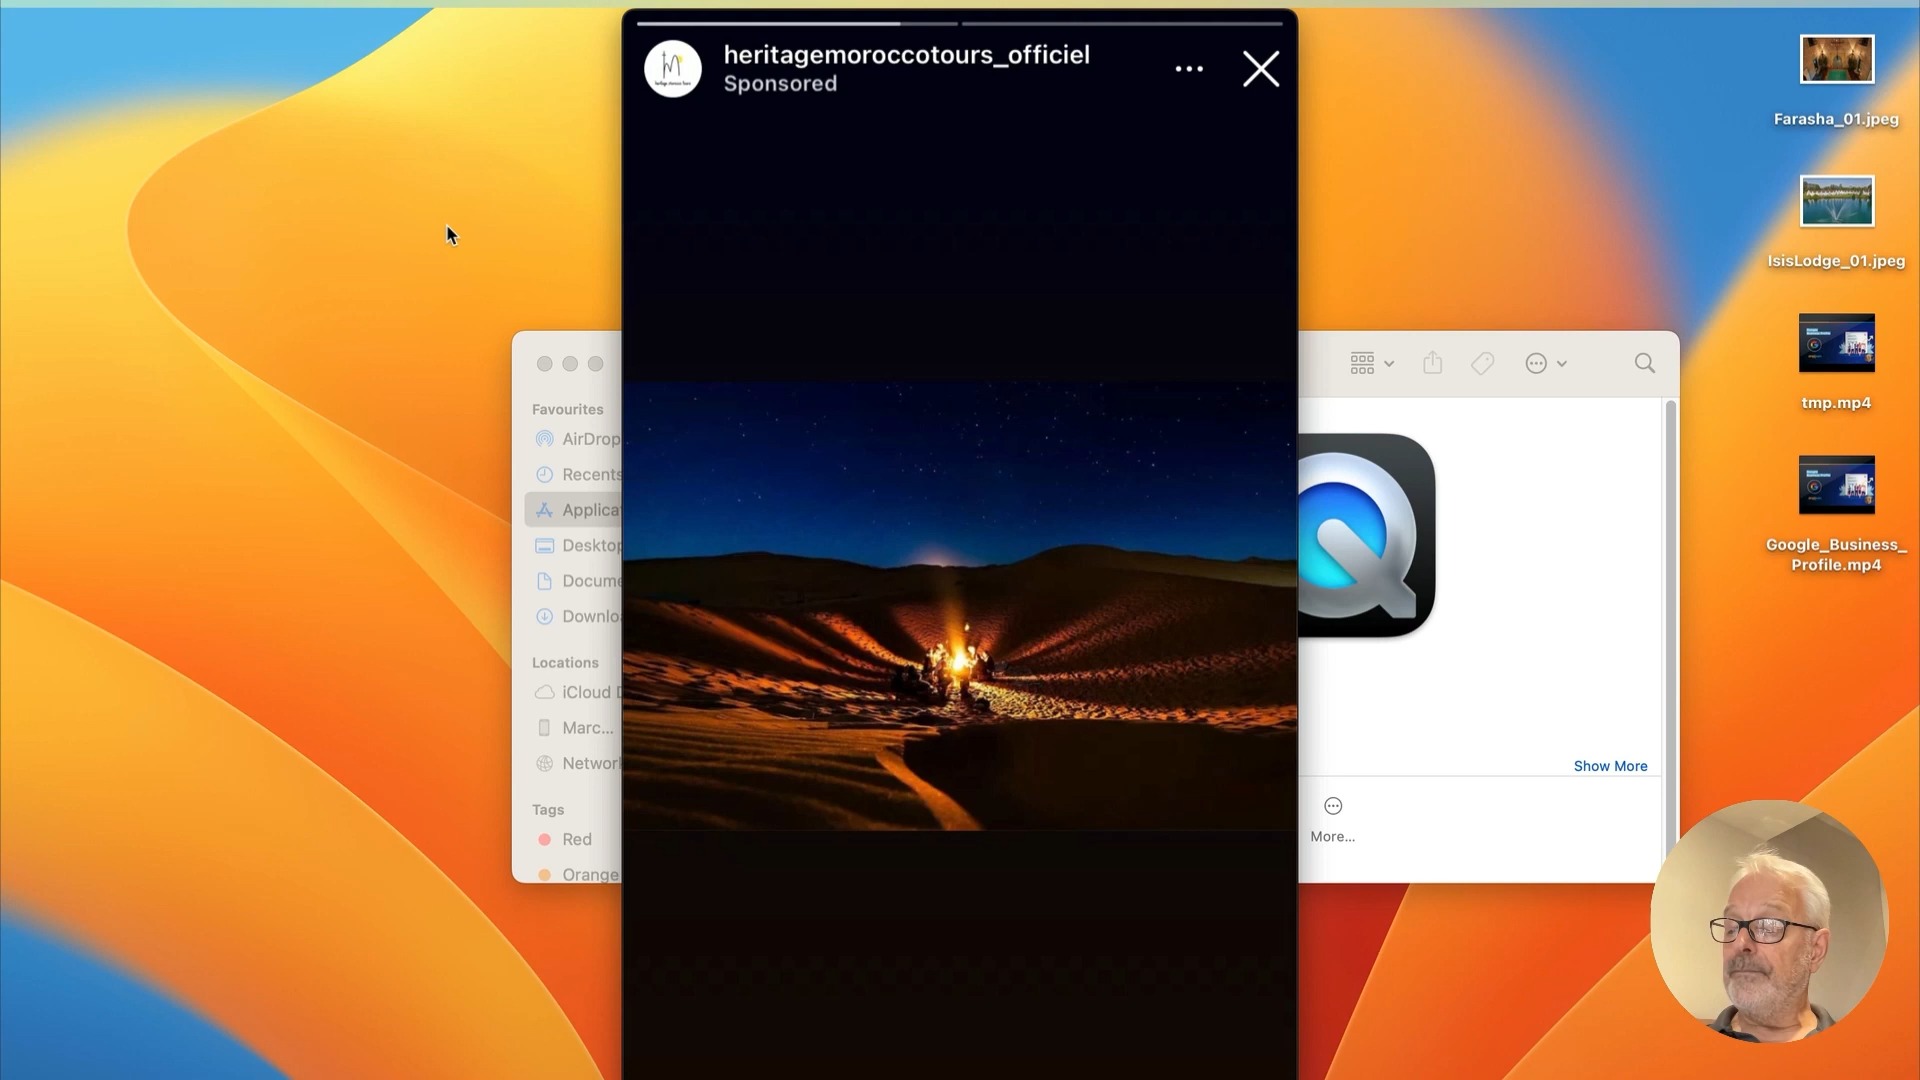 heritagemoroccotours_officiel
Sponsored
Farasha_01.jpeg
IsisLodge_01.jpeg
tmp.mp4
Google_Business_
Profile.mp4
Favourites
AirDrop
Recents
Applica
Desktop
Docume
Downlo
Locations
iCloud D
Marc...
Network
Tags
Red
Orange
Show More
More...